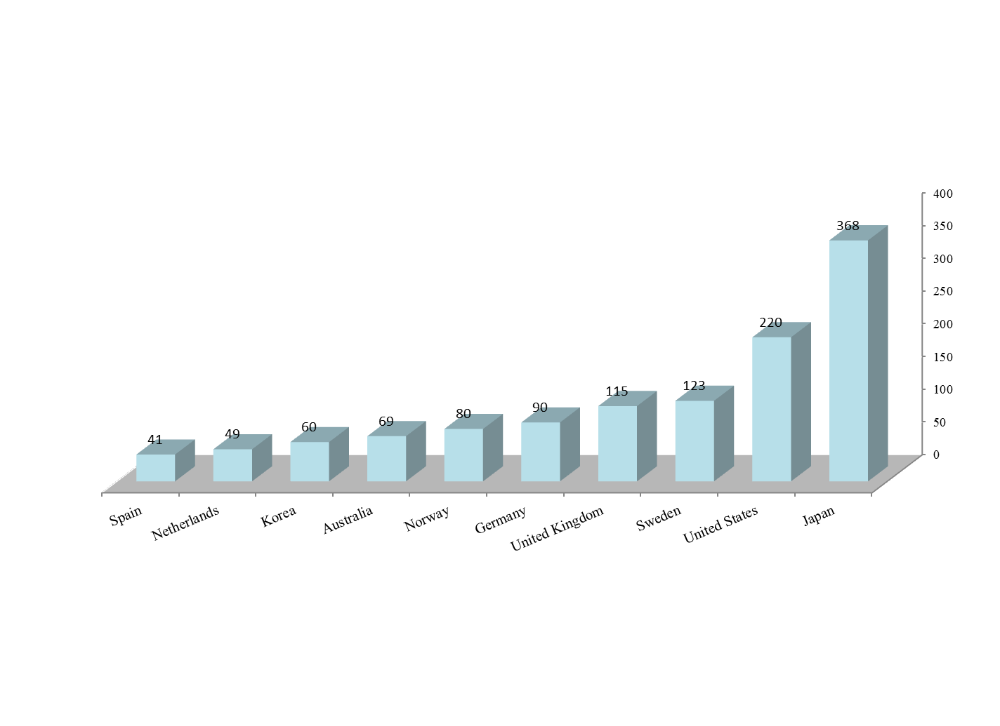 400
350
300
250
200
150
100
50
0
368
220
123
115
90
80
69
60
49
41
Spain
Netherlands
Korea
Australia
Norway
Germany
United Kingdom
Sweden
United States
Japan